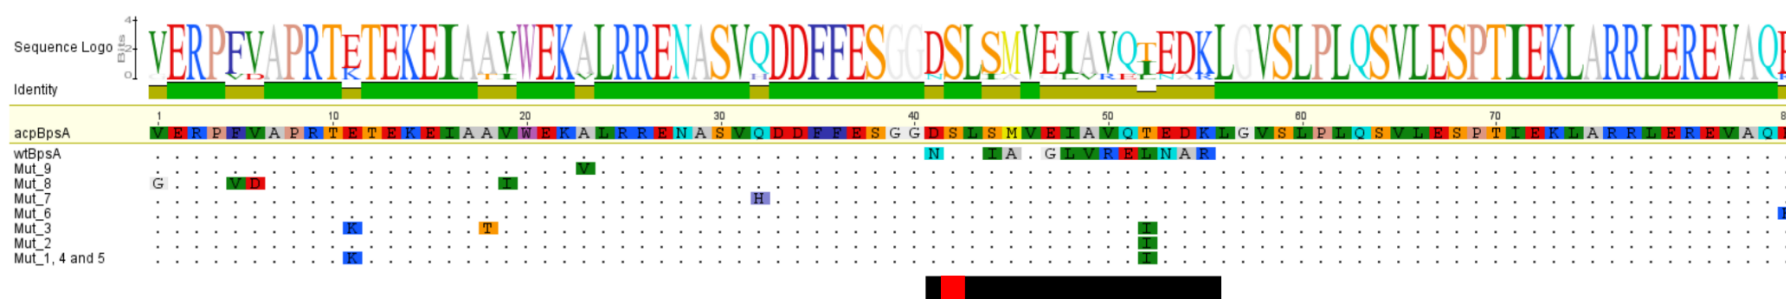 4
Bits
Sequence Logo
2
VERPFVAPRTETEKEIAAVWEKALRRENASVQDDFFESGGDSLSMVEIAVQTEDKLGVSLPLQSVLESPTIEKLARRLEREVAQ
0
Identity
1 10 20 30 40 50 60 70
acpBpsA V E R P F V A P R T E T E K E I A A V W E K A L R R E N A S V Q D D F F E S G G D S L S M V E I A V Q T E D K L G V S L P L Q S V L E S P T I E K L A R R L E R E V A Q
wtBpsA N I A G L V R E L N A R
Mut_9 V
Mut_8 G V D I
Mut_7 H
Mut_6
Mut_3 K T I
Mut_2 I
Mut_1, 4 and 5 K I